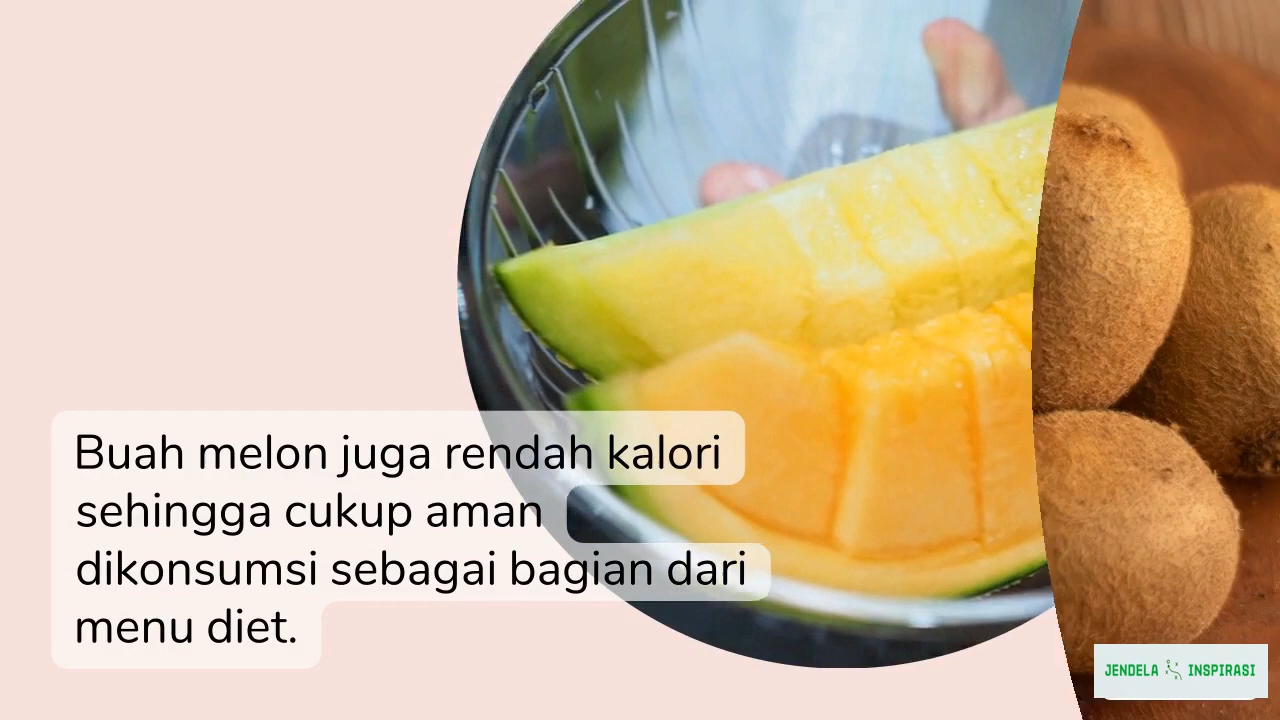 Buah melon juga rendah kalori
sehingga cukup aman
dikonsumsi sebagai bagian dari
menu diet.
JENDELA INSPIRASI